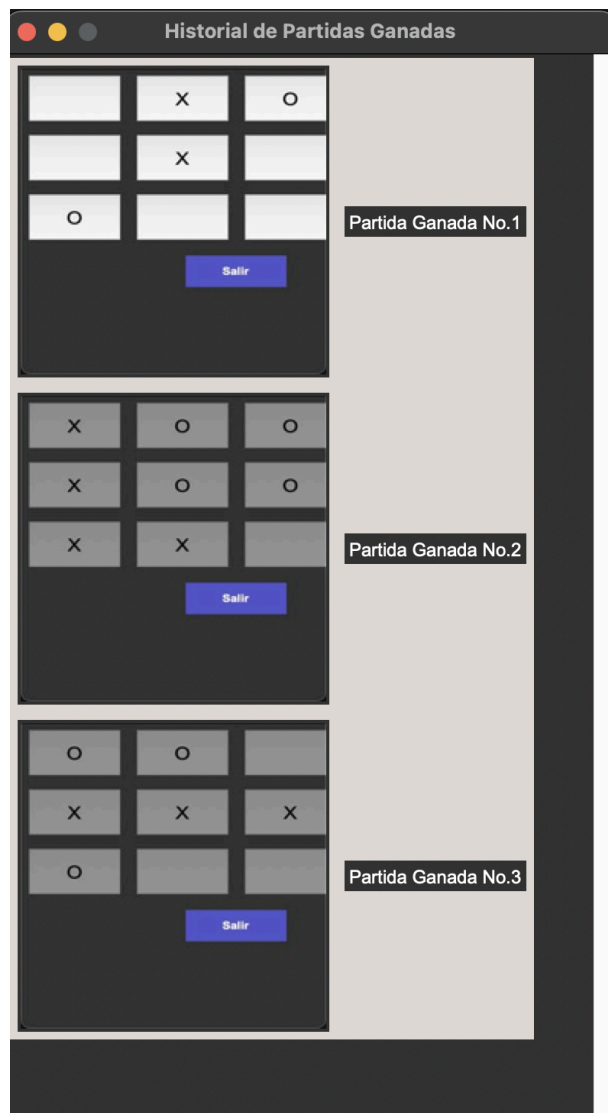 Historial de Partidas Ganadas
X O
X
O
Partida Ganada No.1
Salir
X O O
X O O
X X
Partida Ganada No.2
Salir
O O
X X X
O
Partida Ganada No.3
Salir